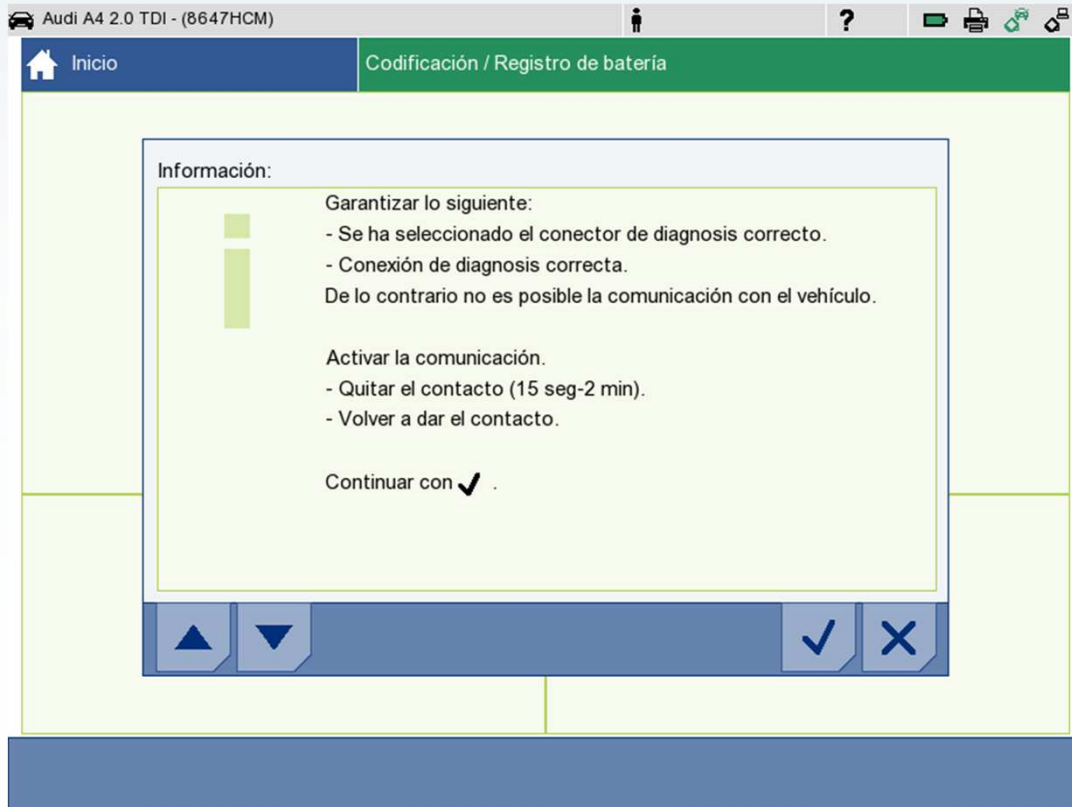 Audi A4 2.0 TDI - (8647HCM)
?
Inicio
Codificación / Registro de batería
Información:
Garantizar lo siguiente:
- Se ha seleccionado el conector de diagnosis correcto.
- Conexión de diagnosis correcta.
De lo contrario no es posible la comunicación con el vehículo.
Activar la comunicación.
- Quitar el contacto (15 seg-2 min).
- Volver a dar el contacto.
Continuar con ✓ .